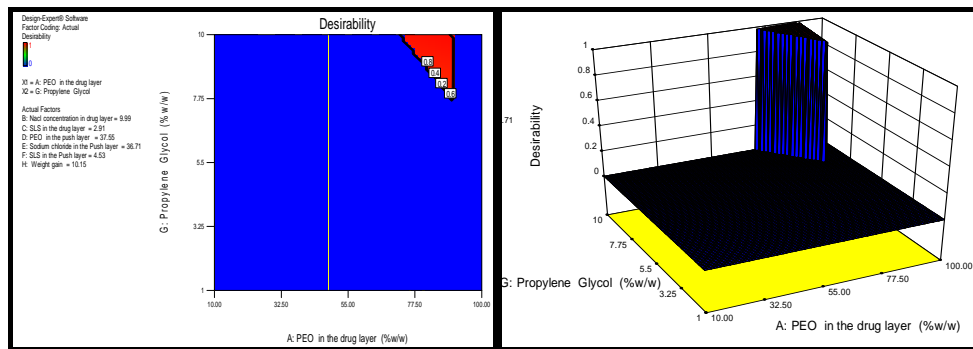 Design-Expert® Software
Factor Coding: Actual
Desirability
1
0
X1 = A: PEO in the drug layer
X2 = G: Propylene Glycol
Actual Factors
B: Nacl concentration in drug layer = 9.99
C: SLS in the drug layer = 2.91
D: PEO in the push layer = 37.55
E: Sodium chloride in the Push layer = 36.71
F: SLS in the Push layer = 4.53
H: Weight gain = 10.15
Desirability
G: Propylene Glycol (%w/w)
10
7.75
5.5
3.25
1
10.00
32.50
55.00
77.50
100.00
A: PEO in the drug layer (%w/w)
0.8
0.4
0.2
0.6
.71
Desirability
1
0.8
0.6
0.4
0.2
0
10
7.75
5.5
3.25
1
G: Propylene Glycol (%w/w)
10.00
32.50
55.00
77.50
100.00
A: PEO in the drug layer (%w/w)